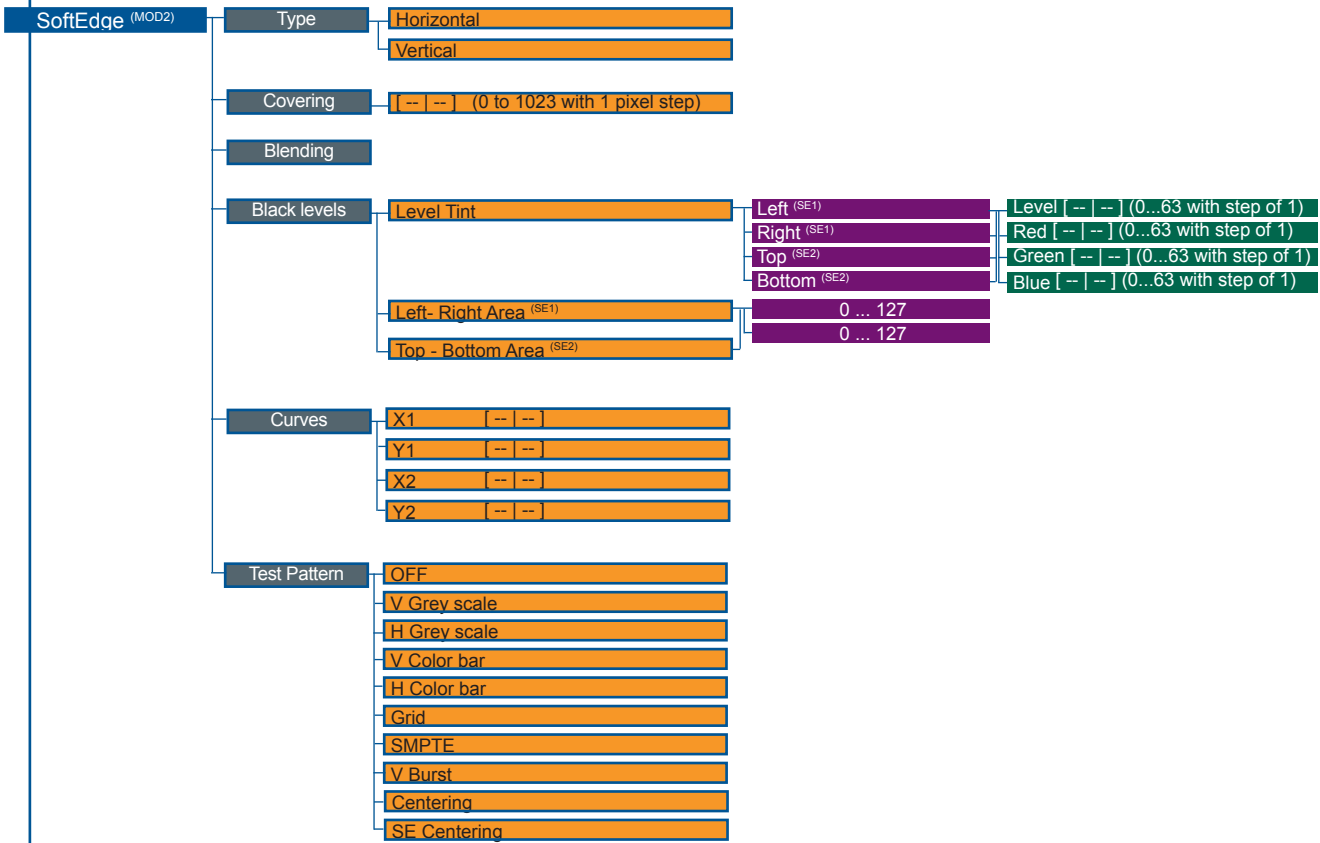 SoftEdge (MOD2)
Type
Horizontal
Vertical
Covering
[ -- | -- ] (0 to 1023 with 1 pixel step)
Blending
Black levels
Level Tint
Left (SE1)
Right (SE1)
Top (SE2)
Bottom (SE2)
Level [ -- | -- ] (0...63 with step of 1)
Red [ -- | -- ] (0...63 with step of 1)
Green [ -- | -- ] (0...63 with step of 1)
Blue [ -- | -- ] (0...63 with step of 1)
Left- Right Area (SE1)
Top - Bottom Area (SE2)
0 ... 127
0 ... 127
Curves
X1 [ -- | -- ]
Y1 [ -- | -- ]
X2 [ -- | -- ]
Y2 [ -- | -- ]
Test Pattern
OFF
V Grey scale
H Grey scale
V Color bar
H Color bar
Grid
SMPTE
V Burst
Centering
SE Centering